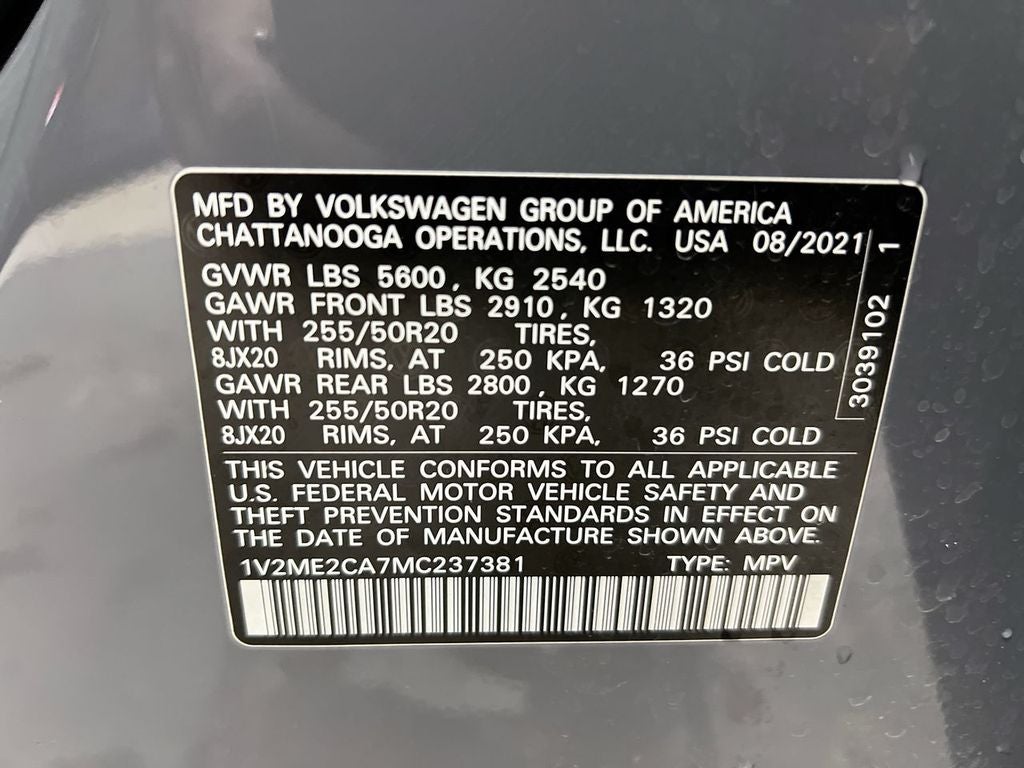 MFD BY VOLKSWAGEN GROUP OF AMERICA
CHATTANOOGA OPERATIONS, LLC. USA 08/2021
GVWR LBS 5600, KG 2540
GAWR FRONT LBS 2910, KG 1320
WITH 255/50R20 TIRES,
8JX20 RIMS, AT 250 KPA, 36 PSI COLD
GAWR REAR LBS 2800, KG 1270
WITH 255/50R20 TIRES,
8JX20 RIMS, AT 250 KPA, 36 PSI COLD
3039102 1
THIS VEHICLE CONFORMS TO ALL APPLICABLE
U.S. FEDERAL MOTOR VEHICLE SAFETY AND
THEFT PREVENTION STANDARDS IN EFFECT ON
THE DATE OF MANUFACTURE SHOWN ABOVE.
1V2ME2CA7MC237381 TYPE: MPV